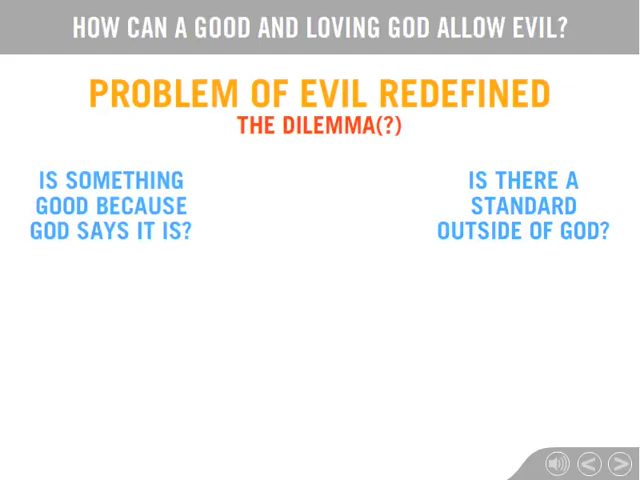 HOW CAN A GOOD AND LOVING GOD ALLOW EVIL?
PROBLEM OF EVIL REDEFINED
THE DILEMMA(?)
IS SOMETHING
GOOD BECAUSE
GOD SAYS IT IS?
IS THERE A
STANDARD
OUTSIDE OF GOD?